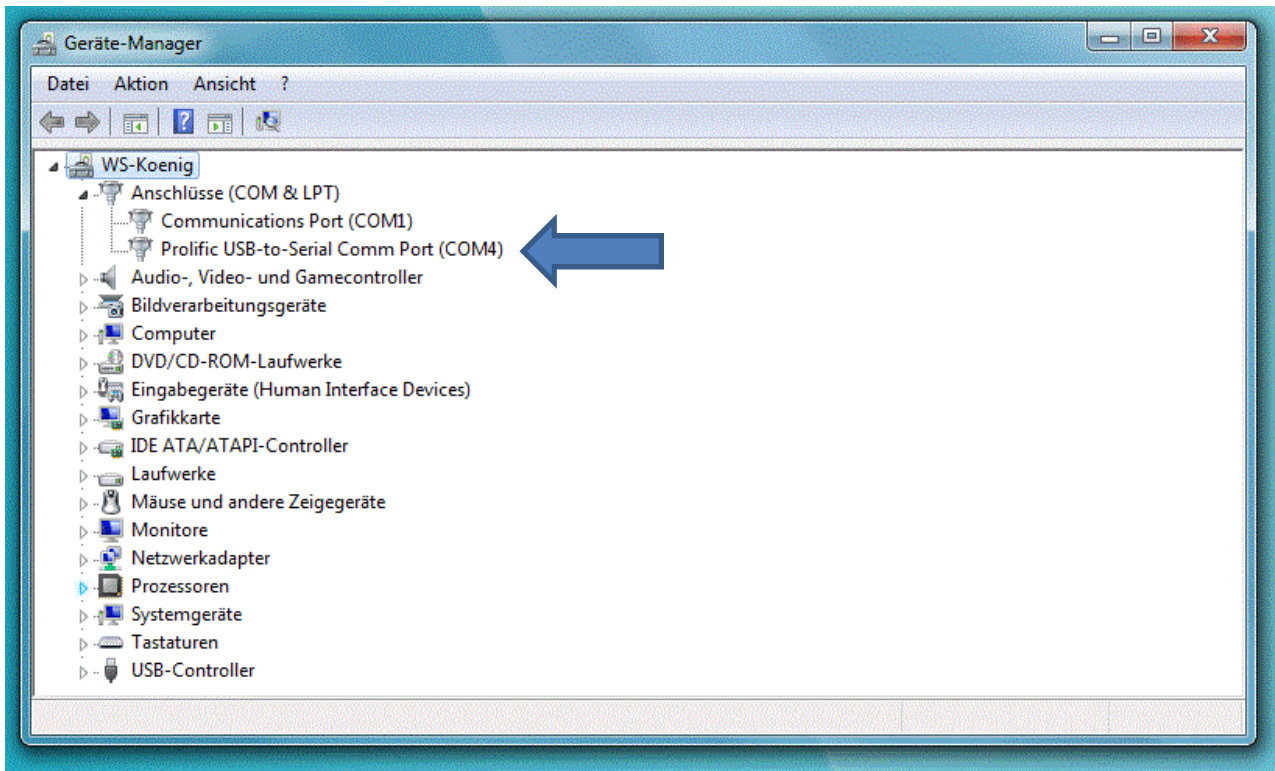 Geräte-Manager
Datei Aktion Ansicht ?
WS-Koenig
Anschlüsse (COM & LPT)
Communications Port (COM1)
Prolific USB-to-Serial Comm Port (COM4)
Audio-, Video- und Gamecontroller
Bildverarbeitungsgeräte
Computer
DVD/CD-ROM-Laufwerke
Eingabegeräte (Human Interface Devices)
Grafikkarte
IDE ATA/ATAPI-Controller
Laufwerke
Mäuse und andere Zeigegeräte
Monitore
Netzwerkadapter
Prozessoren
Systemgeräte
Tastaturen
USB-Controller